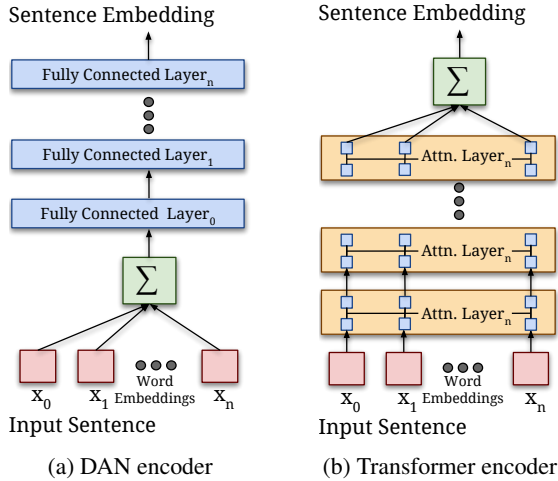 Sentence Embedding
Fully Connected Layer_n
Fully Connected Layer_1
Fully Connected Layer_0
Σ
x_0
x_1
Word
Embeddings
x_n
Input Sentence
(a) DAN encoder
Sentence Embedding
Σ
Attn. Layer_n
Attn. Layer_n
Attn. Layer_n
x_0
x_1
Word
Embeddings
x_n
Input Sentence
(b) Transformer encoder